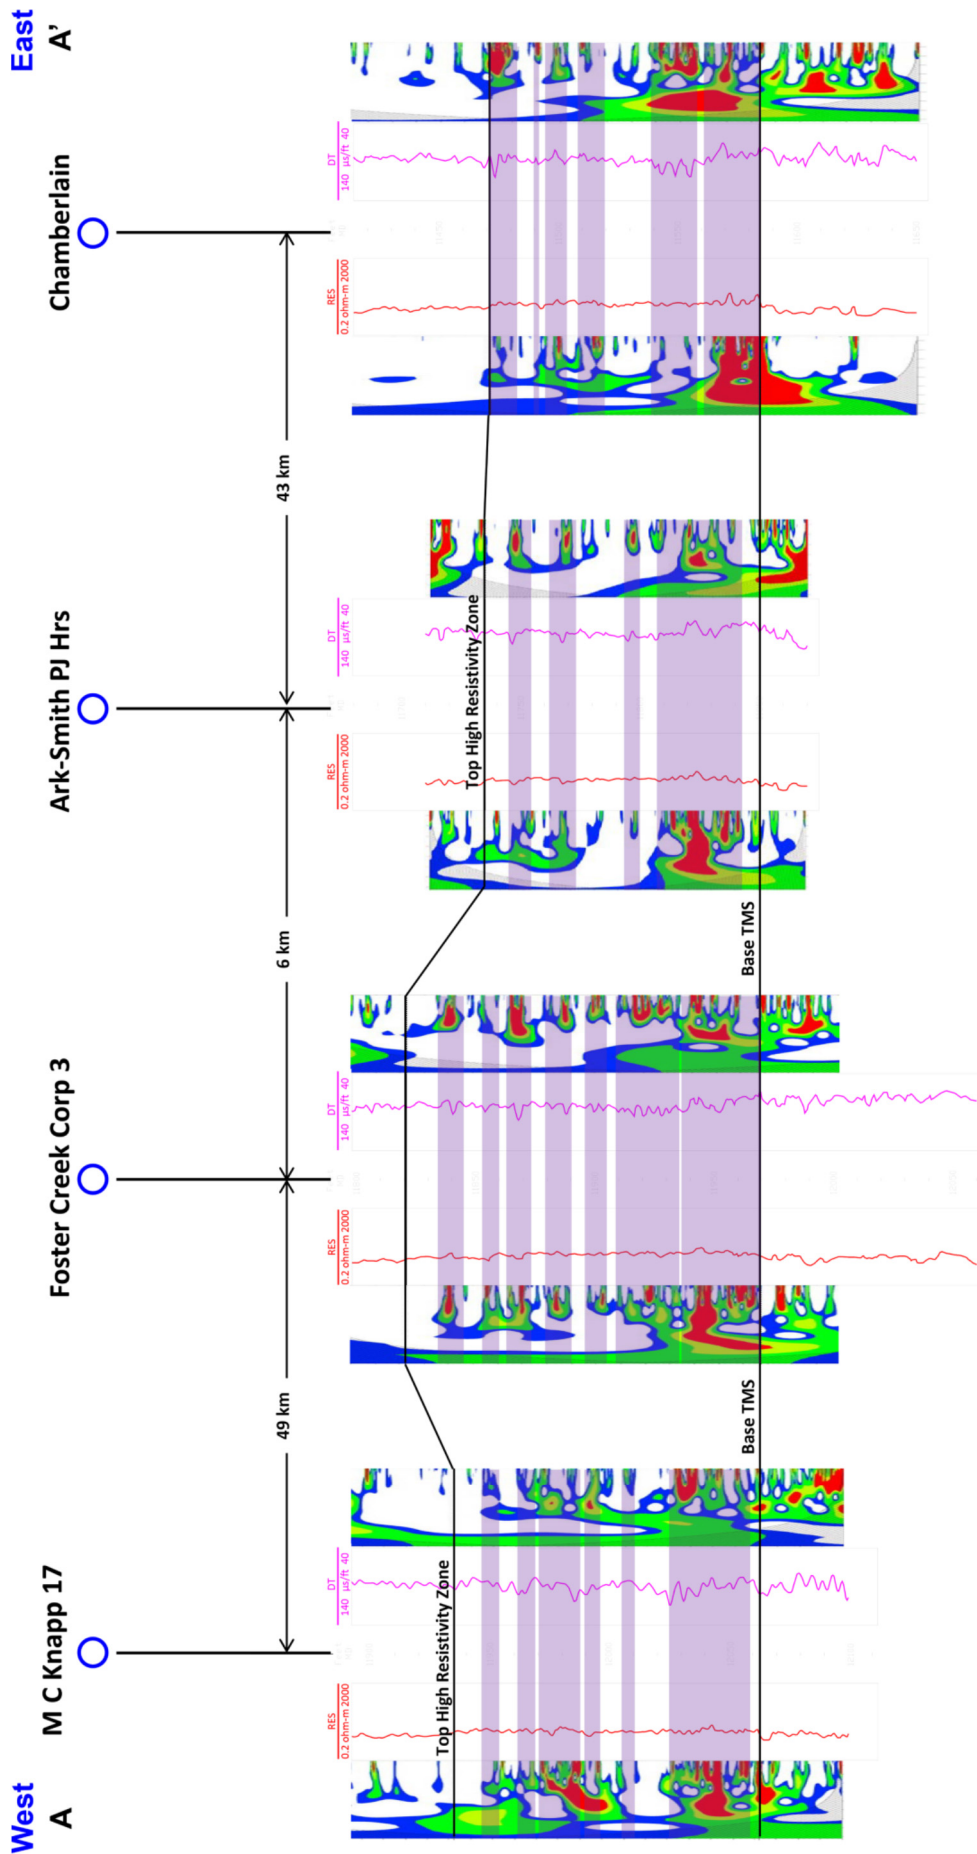 West
East
A
A’
M C Knapp 17
Foster Creek Corp 3
Ark-Smith PJ Hrs
Chamberlain
49 km
6 km
43 km
RES
0.2 ohm-m 2000
DT
140 µs/ft 40
RES
0.2 ohm-m 2000
DT
140 µs/ft 40
RES
0.2 ohm-m 2000
DT
140 µs/ft 40
RES
0.2 ohm-m 2000
DT
140 µs/ft 40
Top High Resistivity Zone
Top High Resistivity Zone
Base TMS
Base TMS